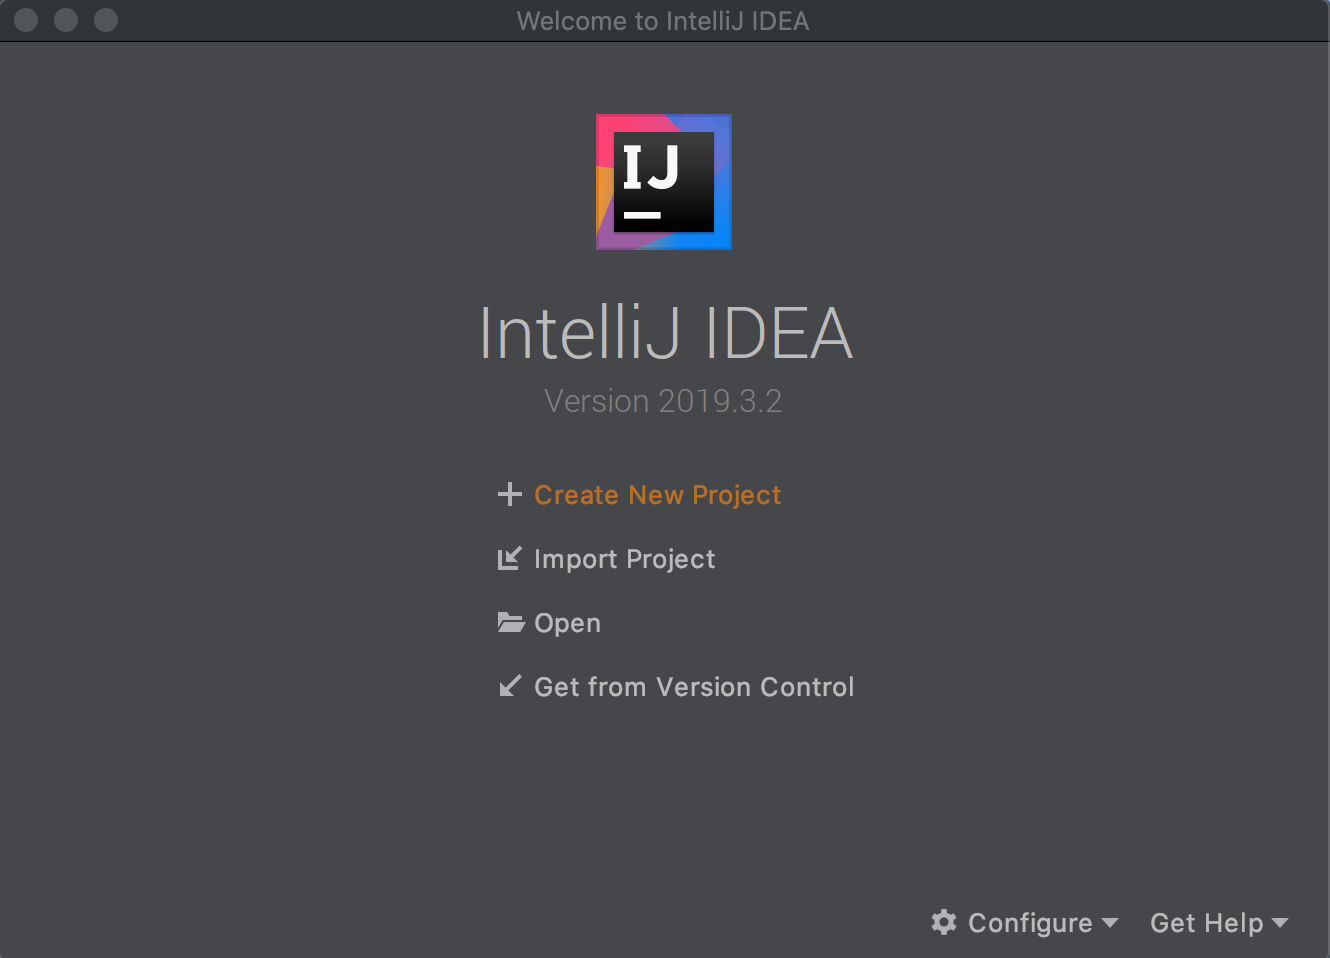 Welcome to IntelliJ IDEA
IJ
IntelliJ IDEA
Version 2019.3.2
Create New Project
Import Project
Open
Get from Version Control
Configure Get Help